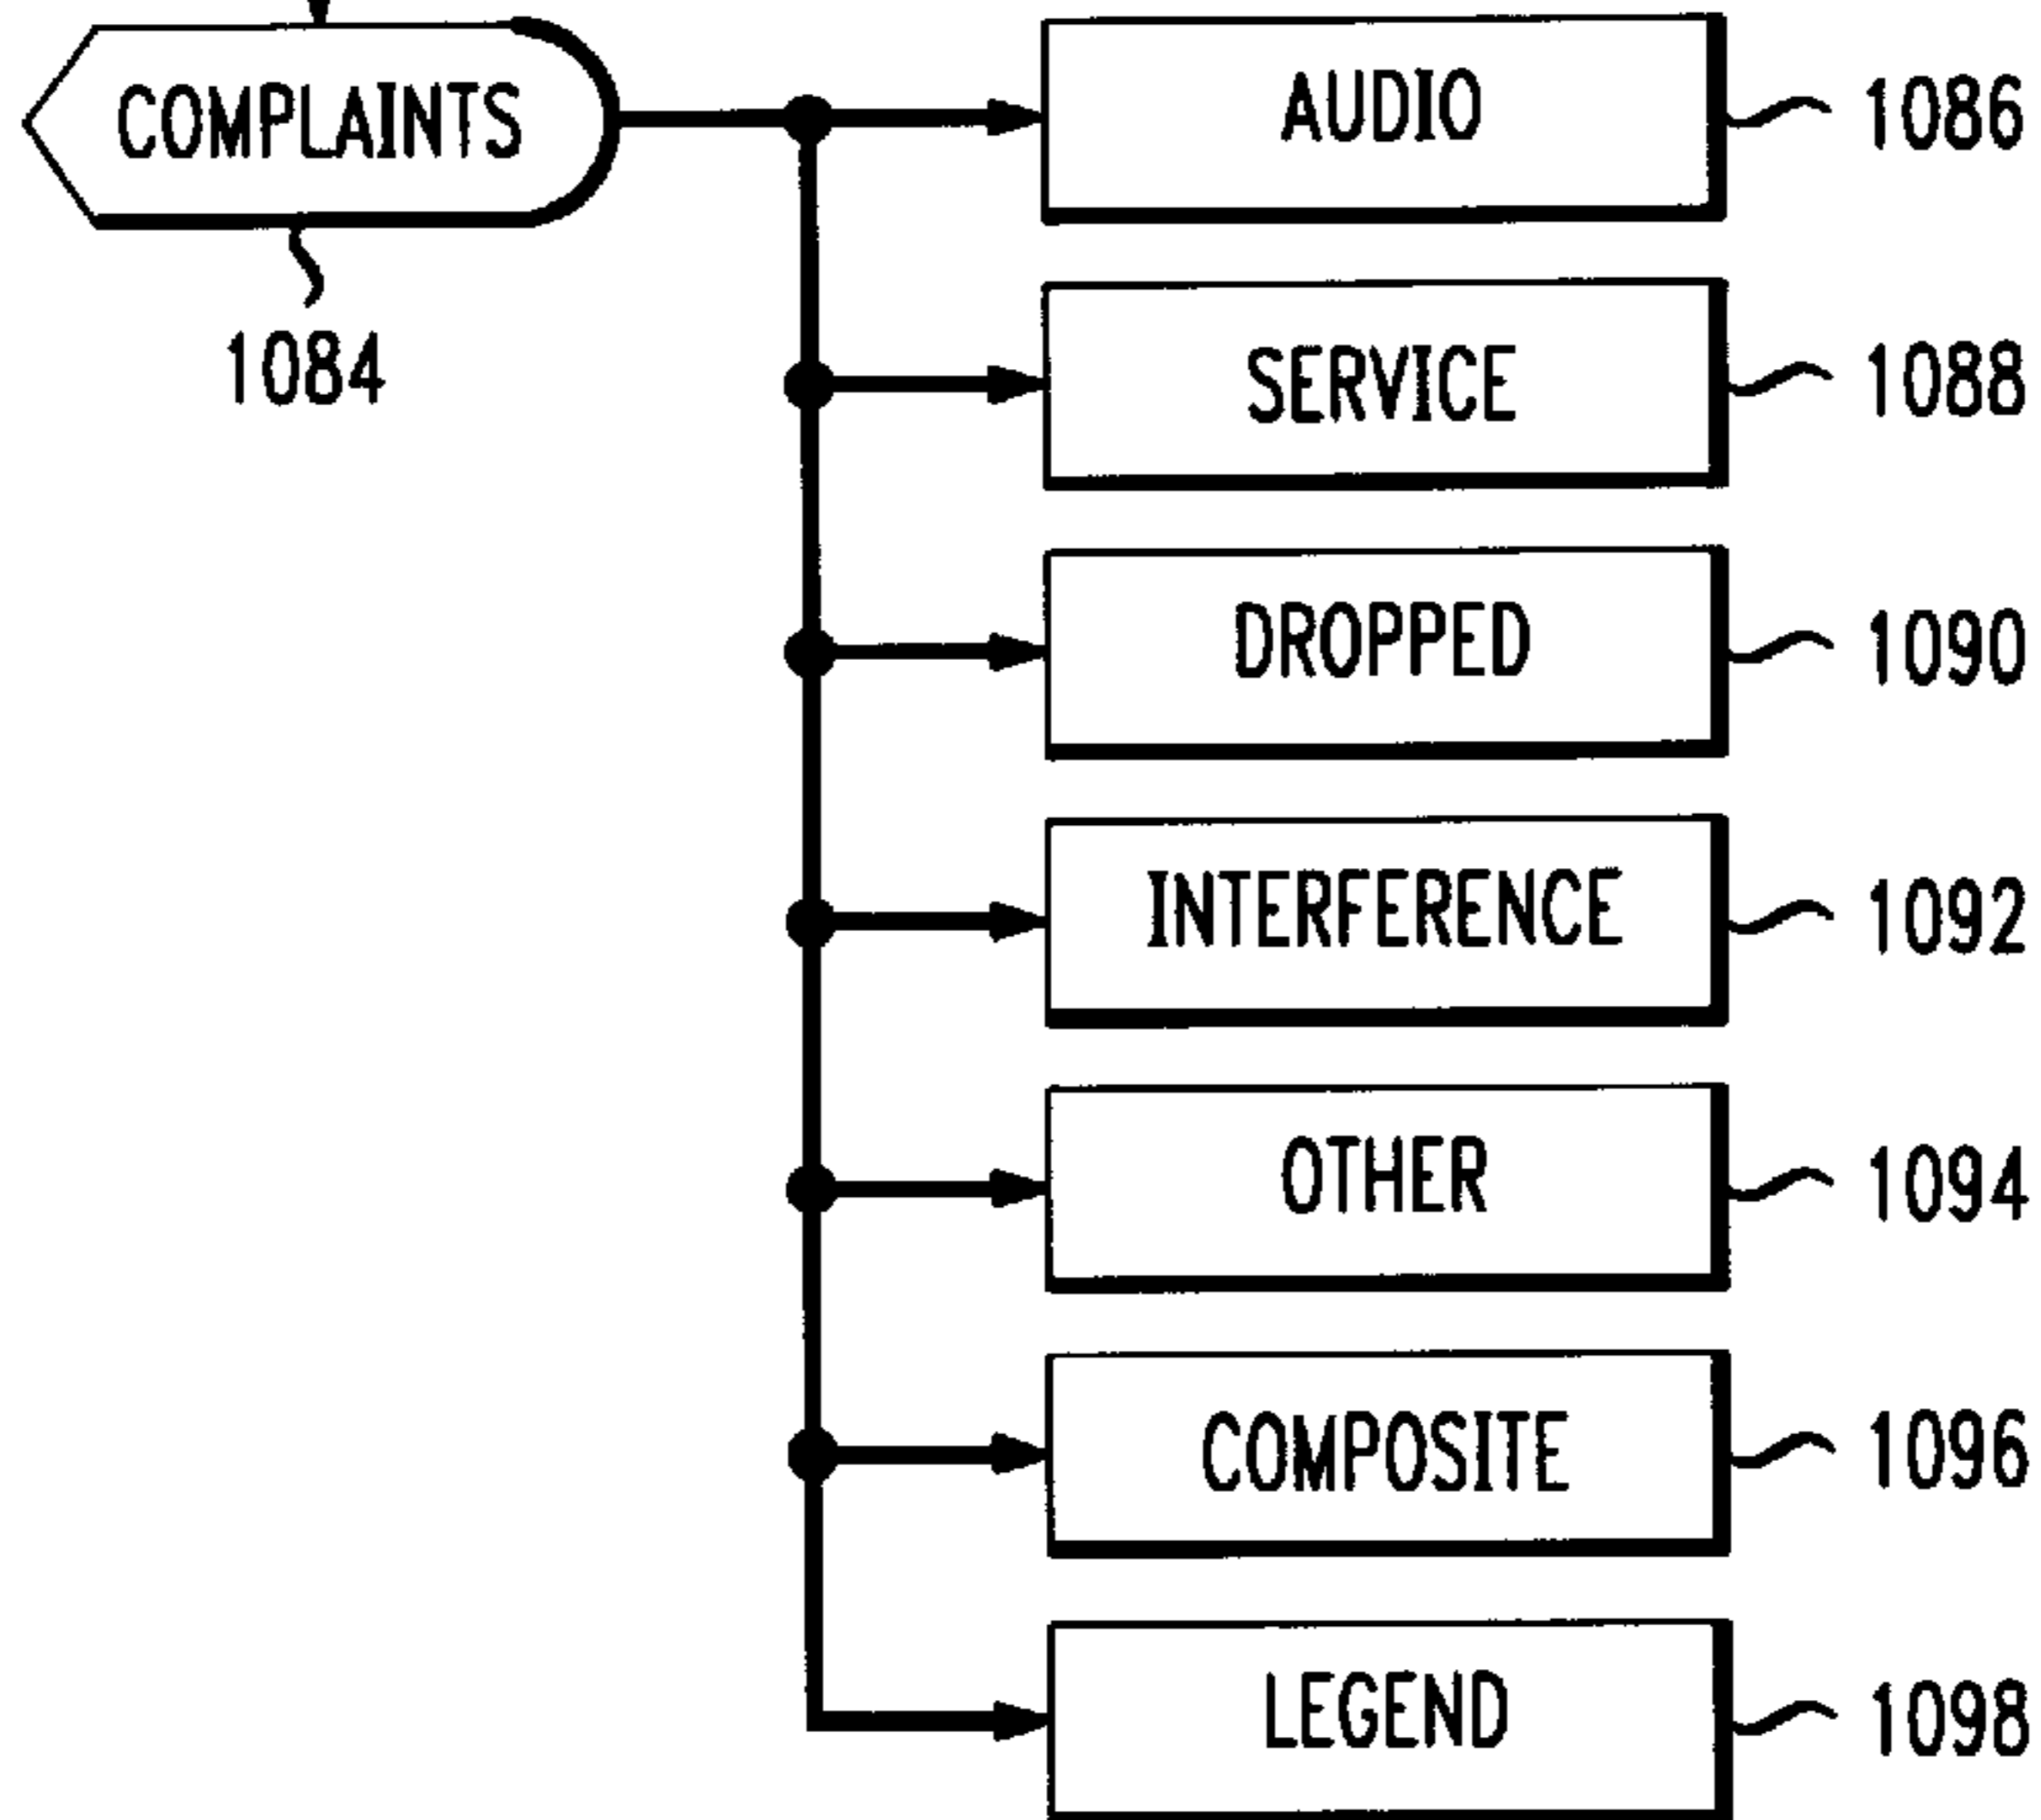 COMPLAINTS
1084
AUDIO
1086
SERVICE
1088
DROPPED
1090
INTERFERENCE
1092
OTHER
1094
COMPOSITE
1096
LEGEND
1098